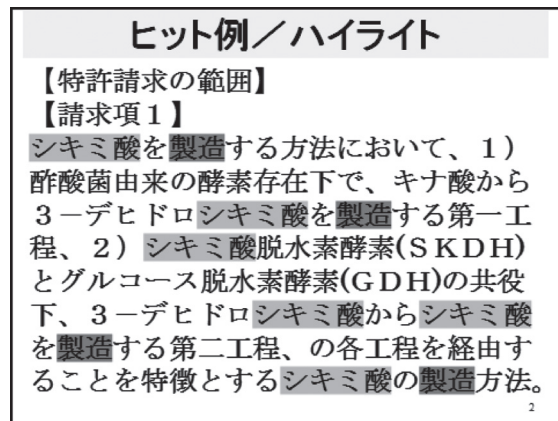 ヒット例／ハイライト
【特許請求の範囲】
【請求項１】
シキミ酸を製造する方法において、１）
酢酸菌由来の酵素存在下で、キナ酸から
３－デヒドロシキミ酸を製造する第一工
程、２）シキミ酸脱水素酵素(ＳＫＤＨ)
とグルコース脱水素酵素(ＧＤＨ)の共役
下、３－デヒドロシキミ酸からシキミ酸
を製造する第二工程、の各工程を経由す
ることを特徴とするシキミ酸の製造方法。
2